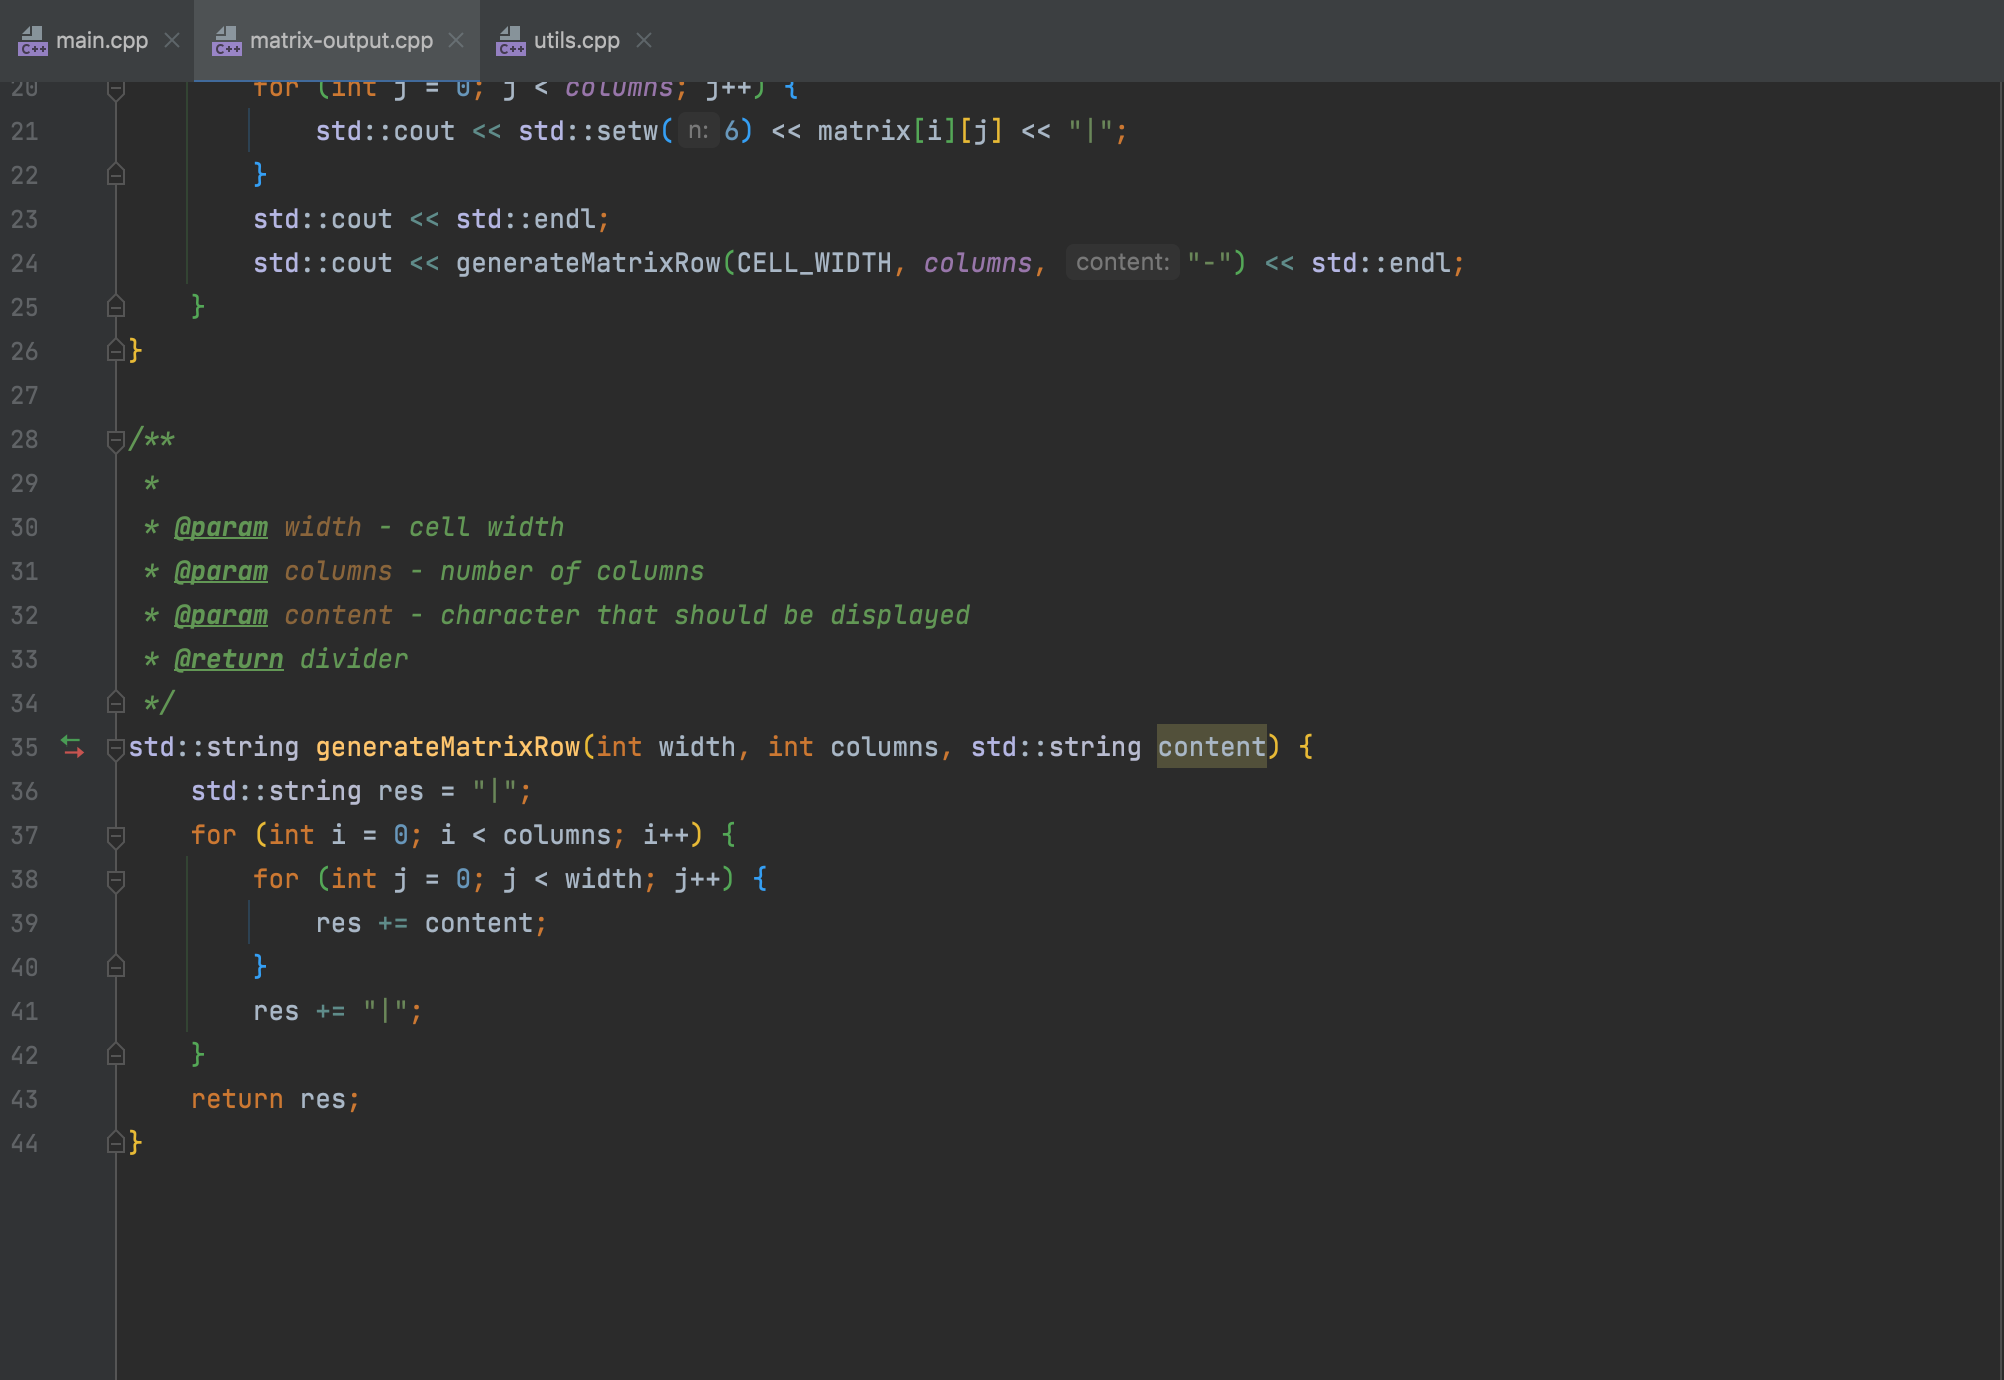 main.cpp matrix-output.cpp utils.cpp
20 for (int j = 0; j < columns; j++) {
21 std::cout << std::setw( n: 6) << matrix[i][j] << "|";
22 }
23 std::cout << std::endl;
24 std::cout << generateMatrixRow(CELL_WIDTH, columns, content: "-") << std::endl;
25 }
26 }
27
28 /**
29 *
30 * @param width - cell width
31 * @param columns - number of columns
32 * @param content - character that should be displayed
33 * @return divider
34 */
35 std::string generateMatrixRow(int width, int columns, std::string content) {
36 std::string res = "|";
37 for (int i = 0; i < columns; i++) {
38 for (int j = 0; j < width; j++) {
39 res += content;
40 }
41 res += "|";
42 }
43 return res;
44 }